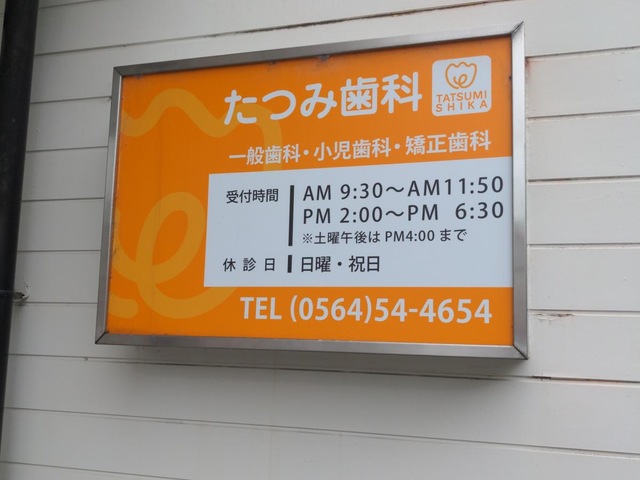 たつみ歯科
TATSUMI
SHIKA
一般歯科・小児歯科・矯正歯科
受付時間
AM 9:30～AM11:50
PM 2:00～PM 6:30
※土曜午後は PM4:00 まで
休診日 日曜・祝日
TEL (0564)54-4654